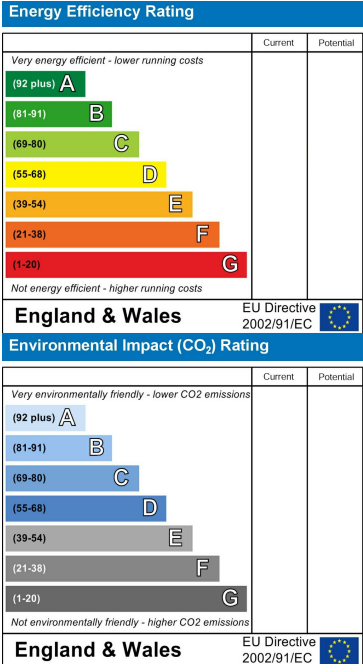 Energy Efficiency Rating
Current Potential
Very energy efficient - lower running costs
(92 plus) A
(81-91) B
(69-80) C
(55-68) D
(39-54) E
(21-38) F
(1-20) G
Not energy efficient - higher running costs
England & Wales
EU Directive
2002/91/EC
Environmental Impact (CO₂) Rating
Current Potential
Very environmentally friendly - lower CO2 emissions
(92 plus) A
(81-91) B
(69-80) C
(55-68) D
(39-54) E
(21-38) F
(1-20) G
Not environmentally friendly - higher CO2 emissions
England & Wales
EU Directive
2002/91/EC